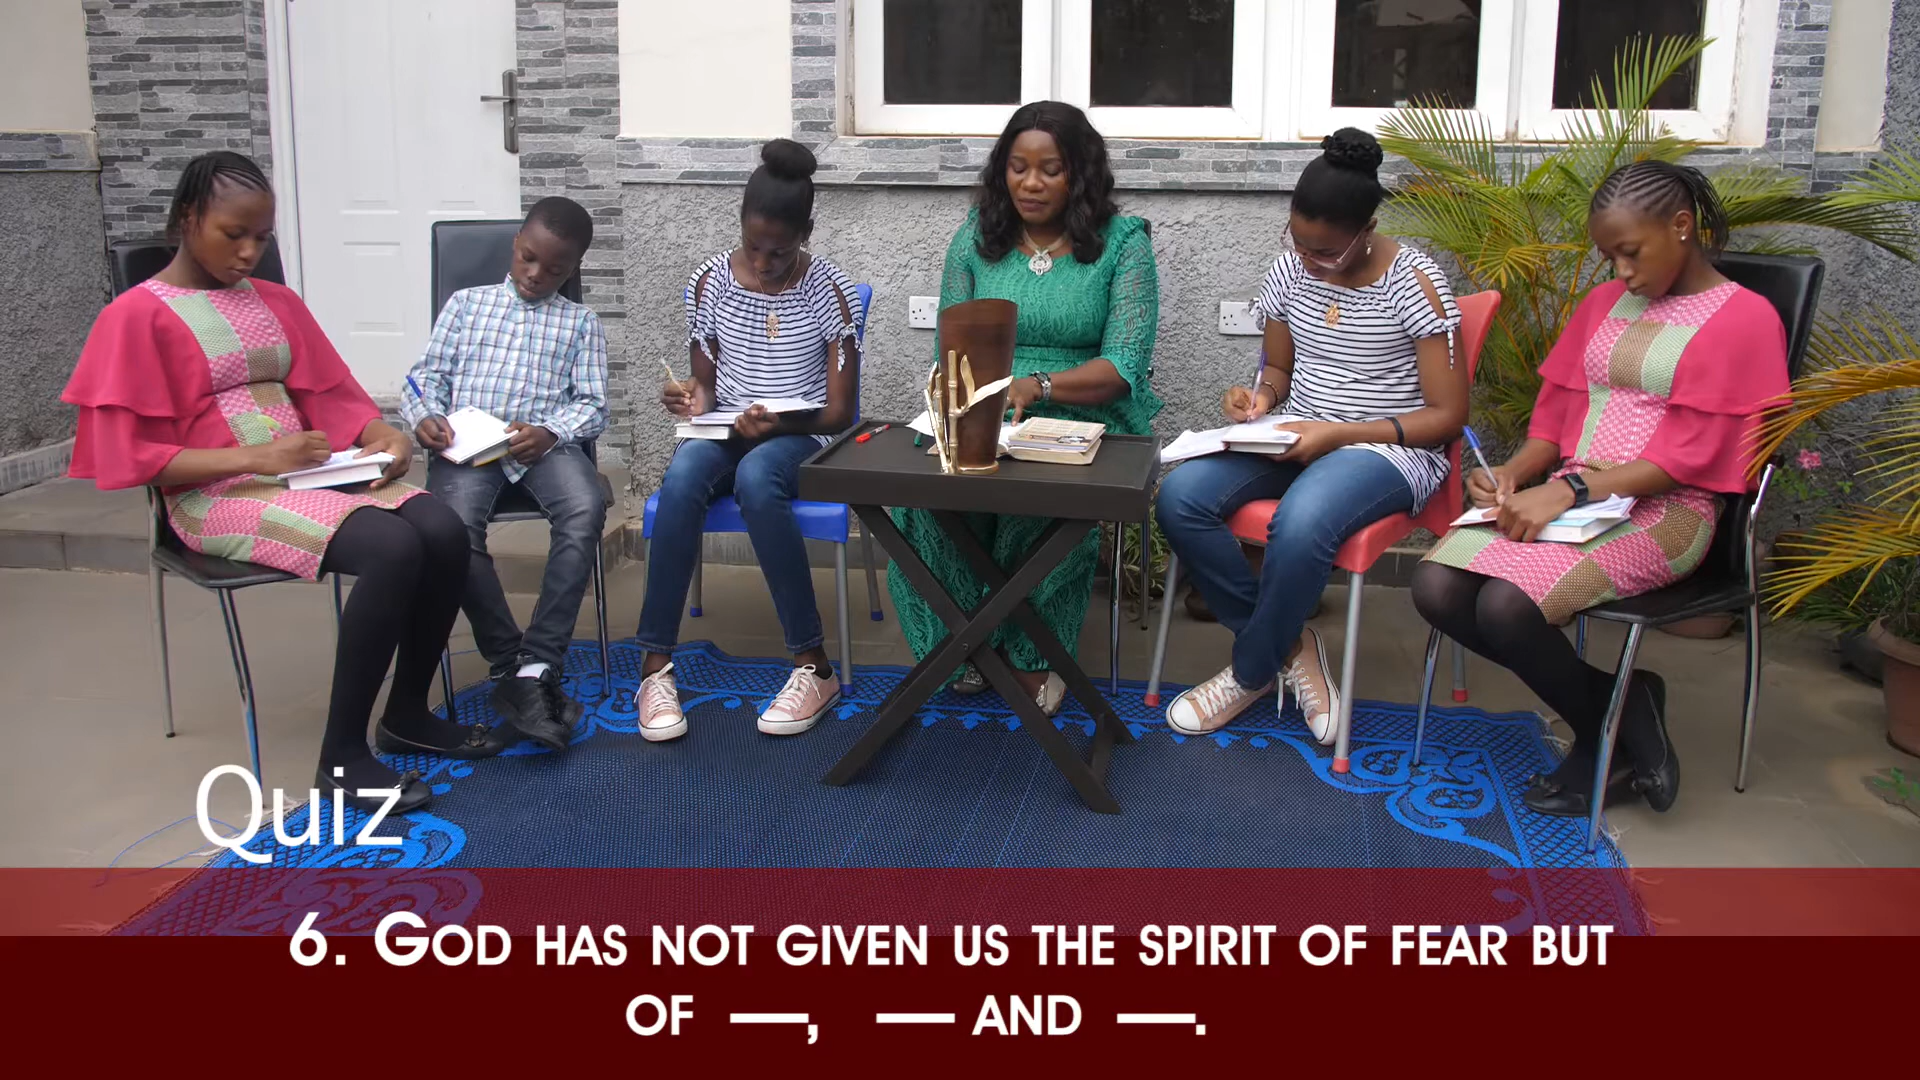 Quiz
6. GOD HAS NOT GIVEN US THE SPIRIT OF FEAR BUT
OF —, — AND —.